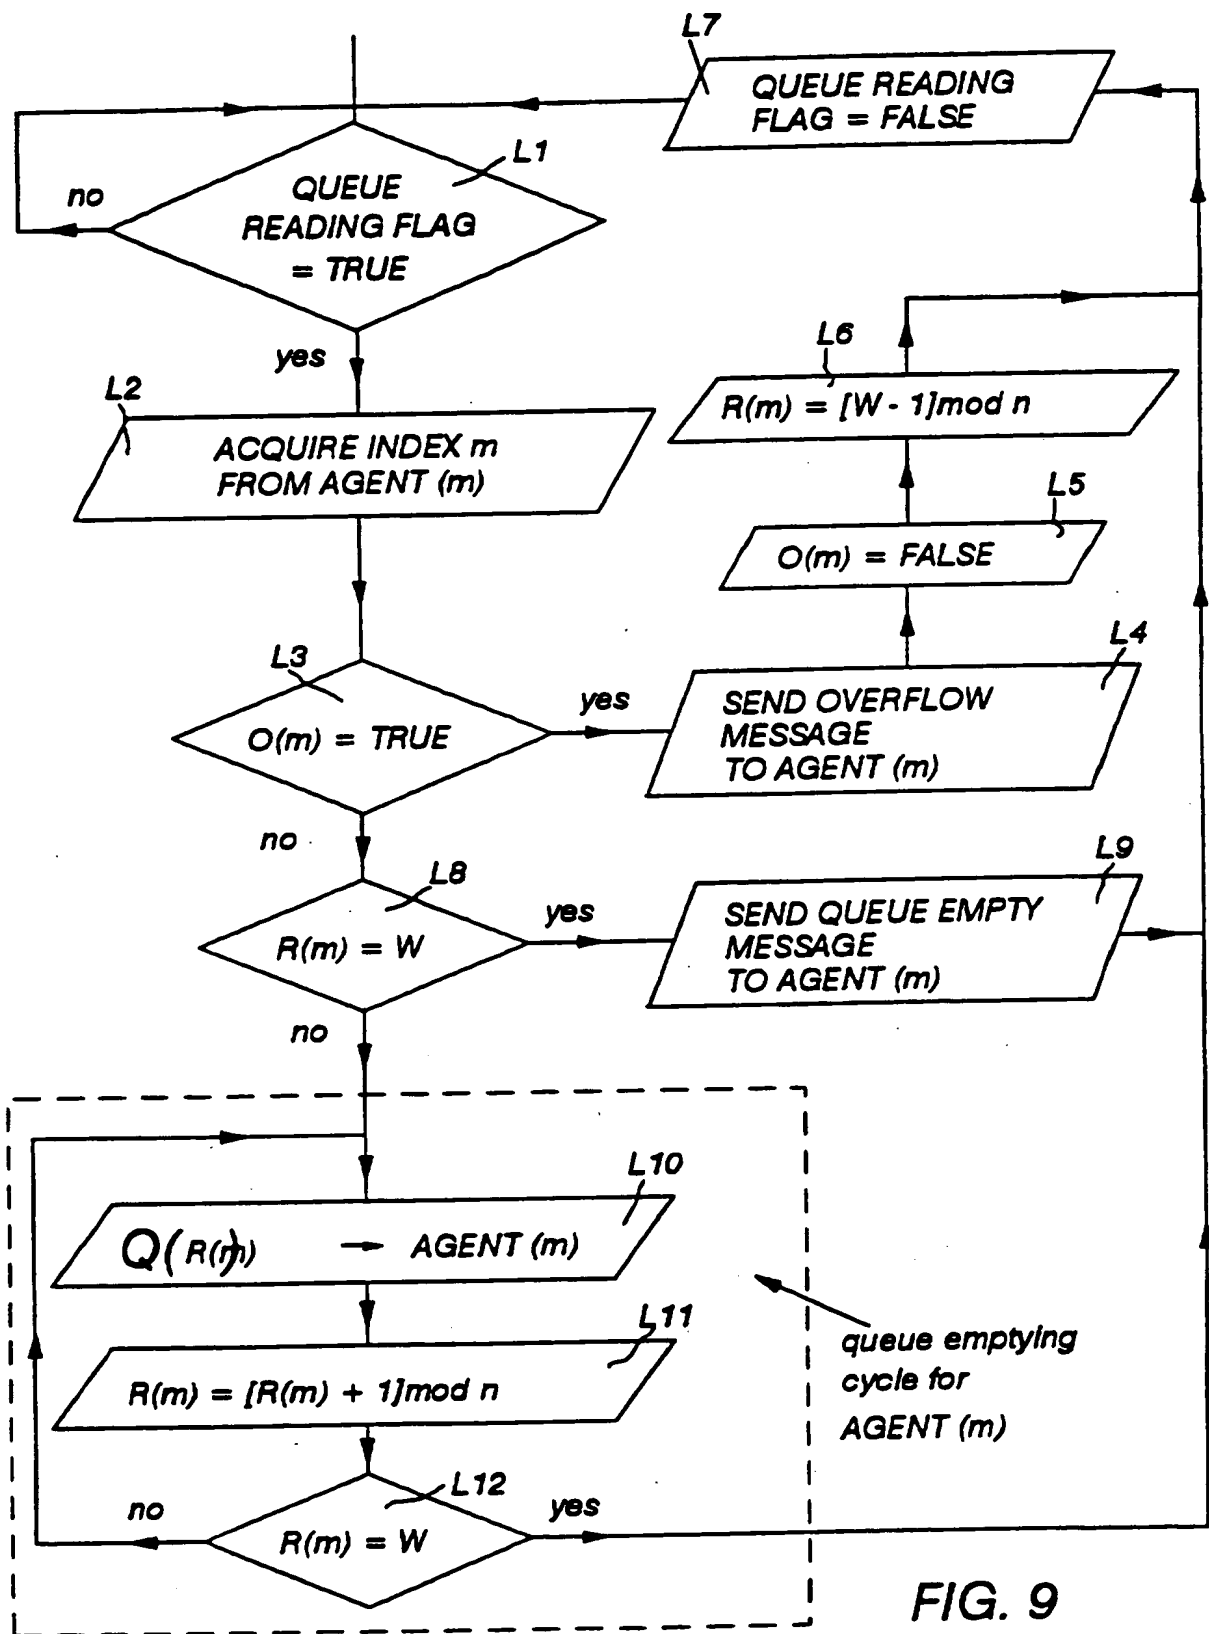 L7
QUEUE READING
FLAG = FALSE
L1
no
QUEUE
READING FLAG
= TRUE
yes
L6
R(m) = [W - 1]mod n
L2
ACQUIRE INDEX m
FROM AGENT (m)
L5
O(m) = FALSE
L3
O(m) = TRUE
yes
L4
SEND OVERFLOW
MESSAGE
TO AGENT (m)
no
L8
R(m) = W
yes
L9
SEND QUEUE EMPTY
MESSAGE
TO AGENT (m)
no
L10
Q(R(m)) → AGENT (m)
L11
R(m) = [R(m) + 1]mod n
queue emptying
cycle for
AGENT (m)
L12
no
R(m) = W
yes
FIG. 9